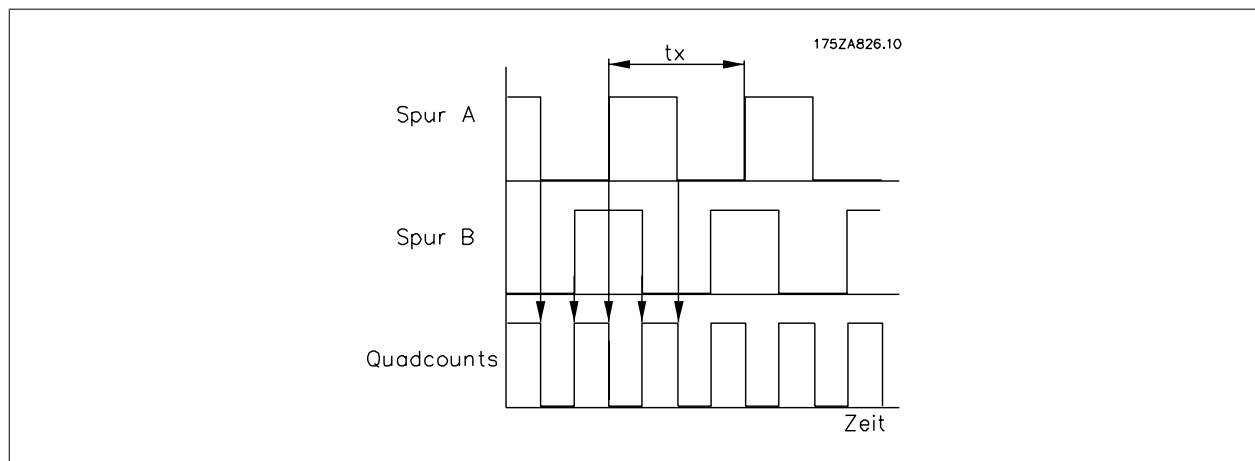 175ZA826.10
tx
Spur A
Spur B
Quadcounts
Zeit